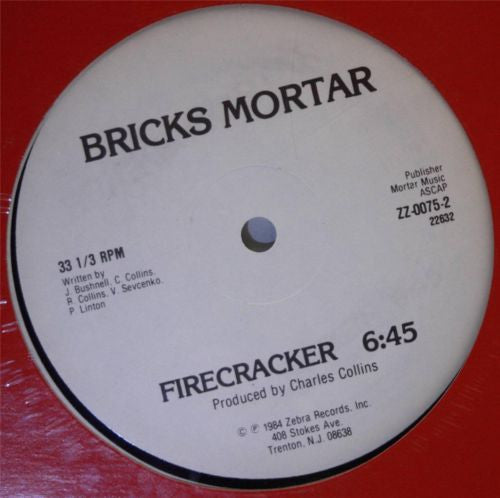 BRICKS MORTAR
Publisher
Mortar Music
ASCAP
ZZ-0075-2
22632
33 1/3 RPM
Written by
J. Bushnell, C. Collins,
R. Collins, V. Sevcenko,
P. Linton
FIRECRACKER 6:45
Produced by Charles Collins
© ℗ 1984 Zebra Records, Inc.
408 Stokes Ave.
Trenton, N.J. 08638